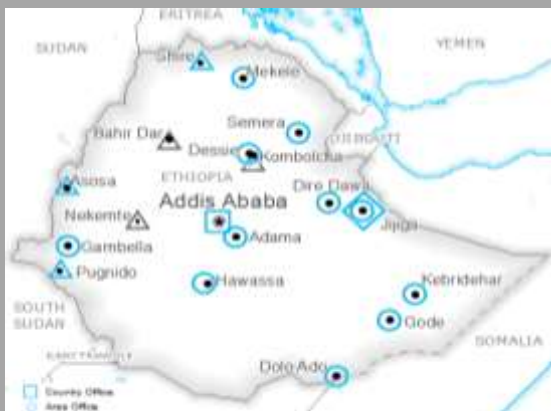 ERITREA
SUDAN
YEMEN
Shire
Mekele
Semera
Bahir Dar
DJIBOUTI
Dessie
Kombolcha
ETHIOPIA
Asosa
Dire Dawa
Addis Ababa
Nekemte
Jijiga
Gambella
Adama
Pugnido
Hawassa
Kebridehar
SOUTH
SUDAN
Gode
SOMALIA
Dolo Ado
Country Office
Area Office